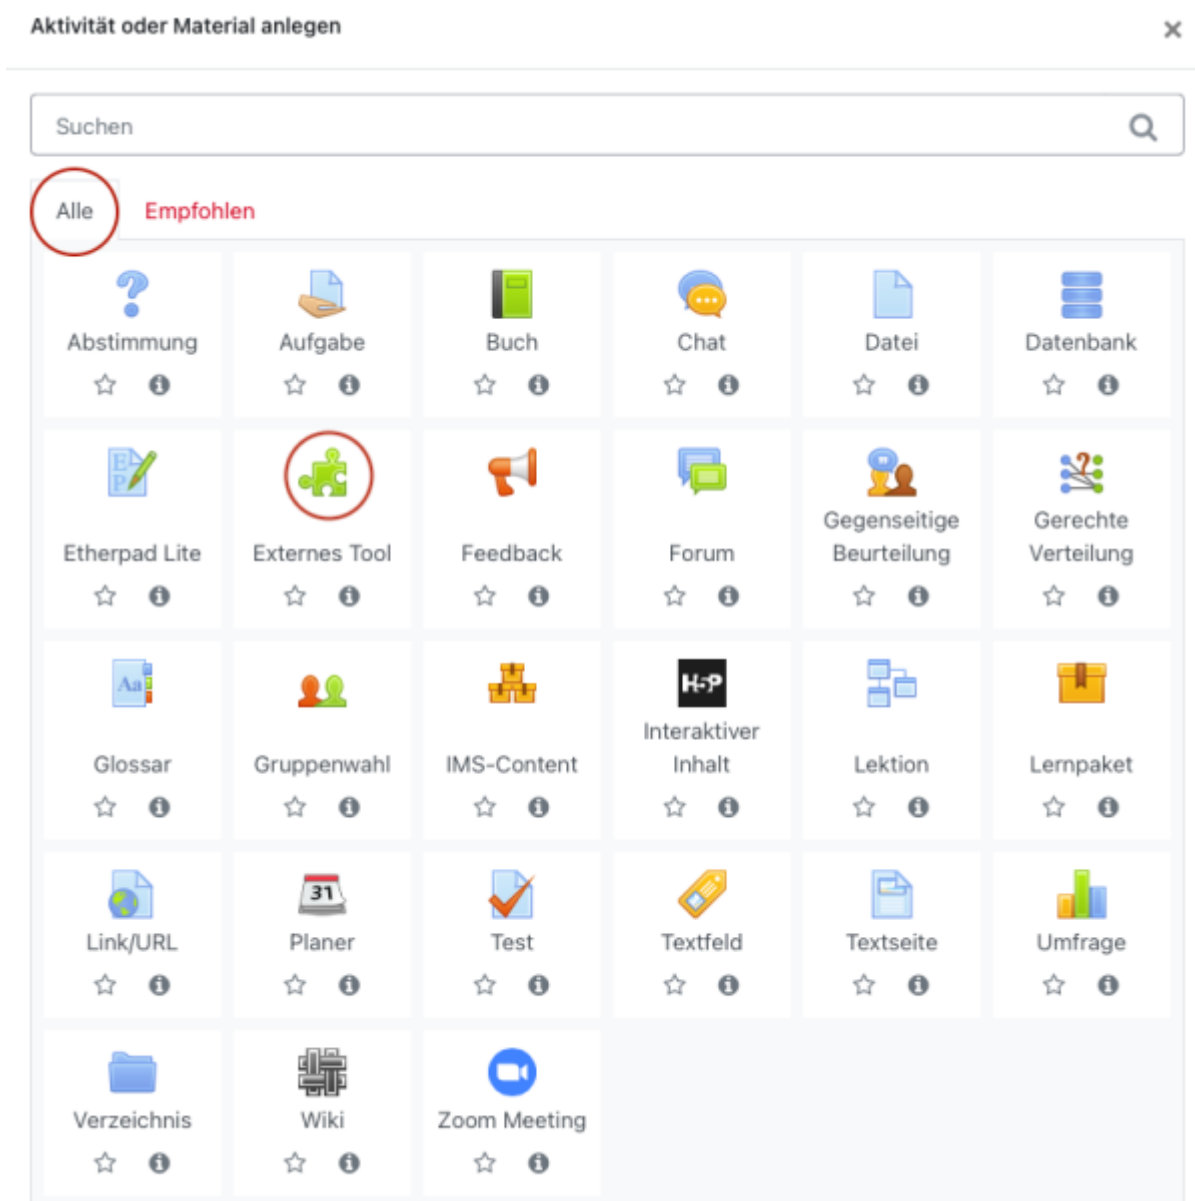 Aktivität oder Material anlegen
Suchen
Alle Empfohlen
Abstimmung Aufgabe Buch Chat Datei Datenbank
Etherpad Lite Externes Tool Feedback Forum Gegenseitige Beurteilung Gerechte Verteilung
Glossar Gruppenwahl IMS-Content Interaktiver Inhalt Lektion Lernpaket
31
Link/URL Planer Test Textfeld Textseite Umfrage
Verzeichnis Wiki Zoom Meeting